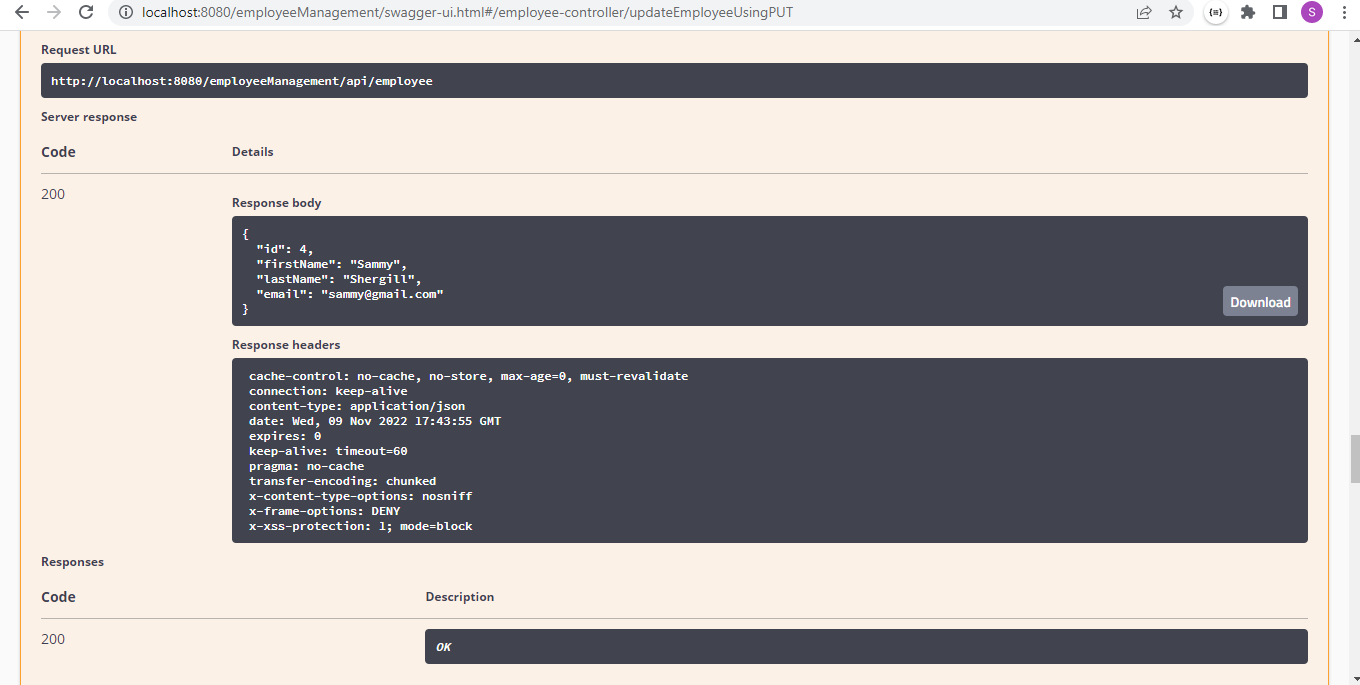 localhost:8080/employeeManagement/swagger-ui.html#/employee-controller/updateEmployeeUsingPUT
S
Request URL
http://localhost:8080/employeeManagement/api/employee
Server response
Code Details
200
Response body
{
"id": 4,
"firstName": "Sammy",
"lastName": "Shergill",
"email": "sammy@gmail.com"
}
Download
Response headers
cache-control: no-cache, no-store, max-age=0, must-revalidate
connection: keep-alive
content-type: application/json
date: Wed, 09 Nov 2022 17:43:55 GMT
expires: 0
keep-alive: timeout=60
pragma: no-cache
transfer-encoding: chunked
x-content-type-options: nosniff
x-frame-options: DENY
x-xss-protection: 1; mode=block
Responses
Code Description
200
OK